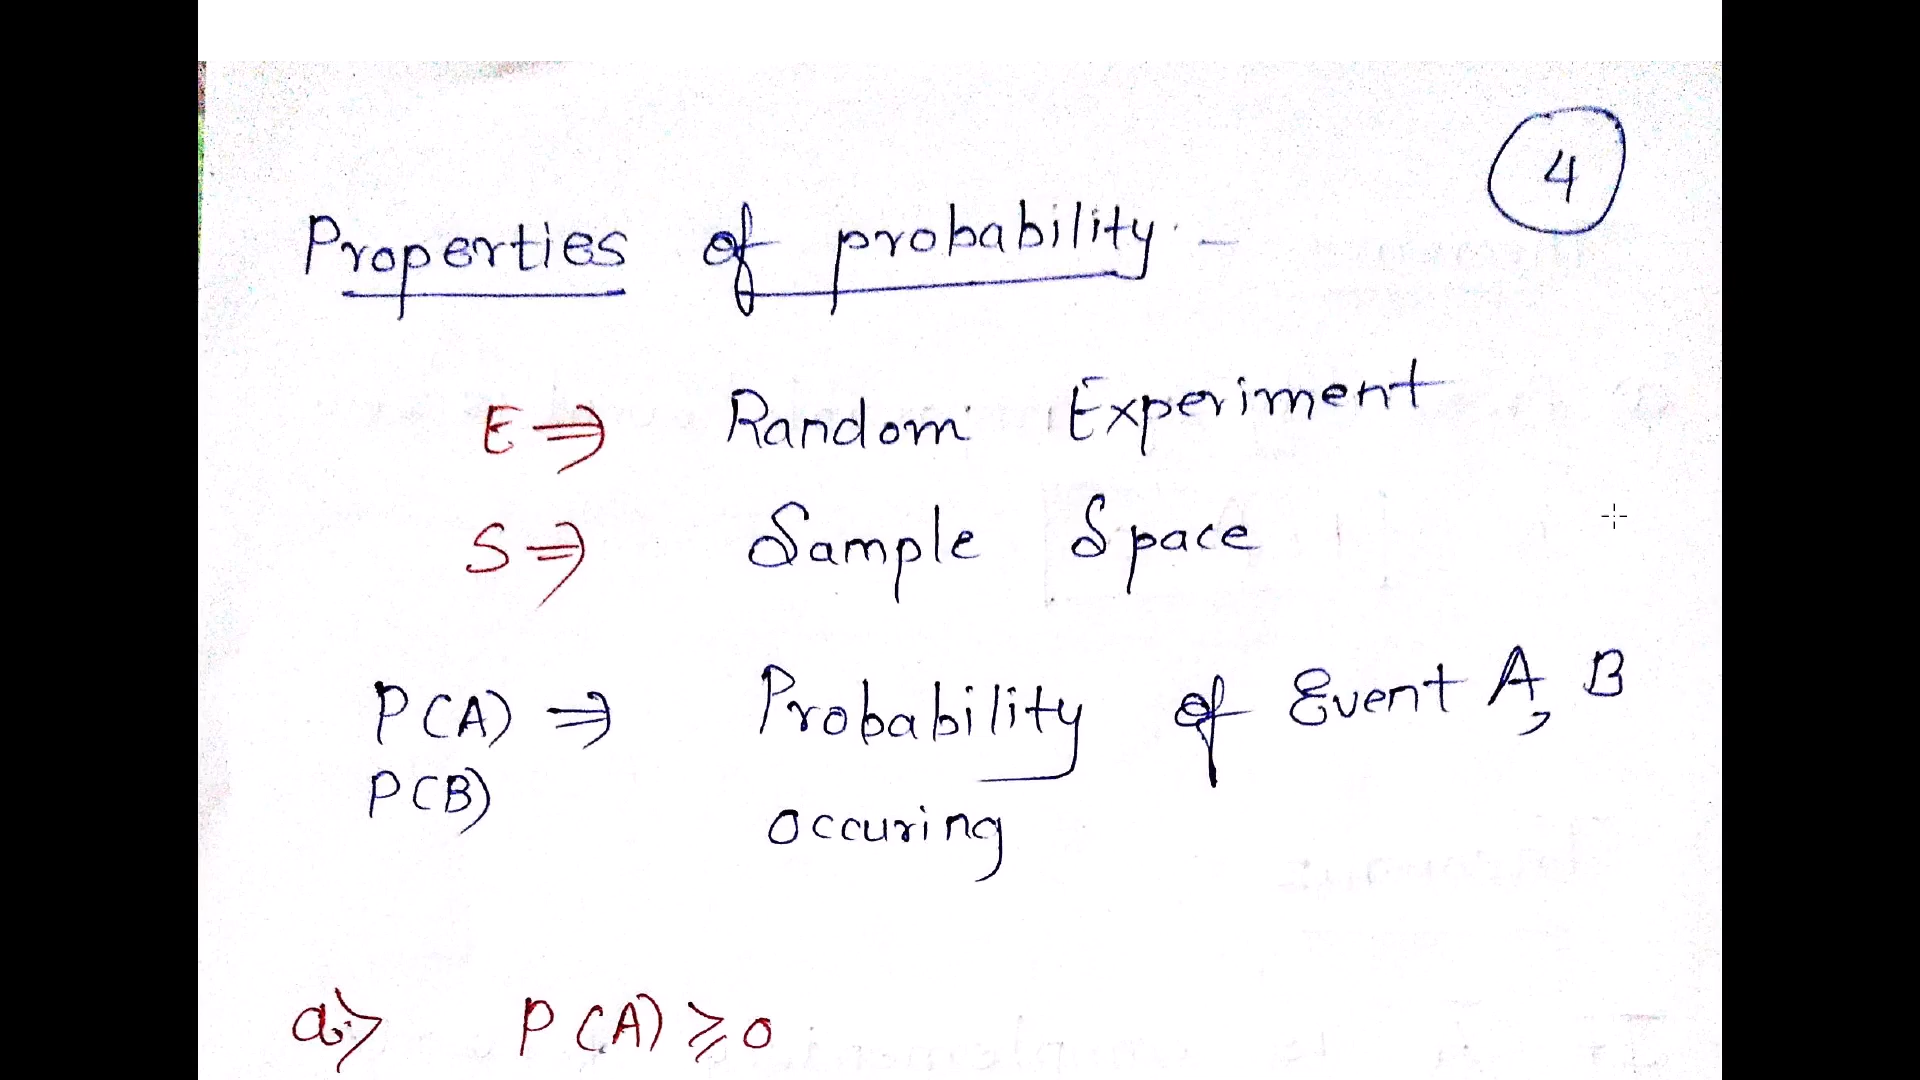 4
Properties of probability -
E ⇒ Random Experiment
S ⇒ Sample Space
P(A) ⇒ Probability of Event A, B
P(B) occuring
a> P(A) ≥ 0